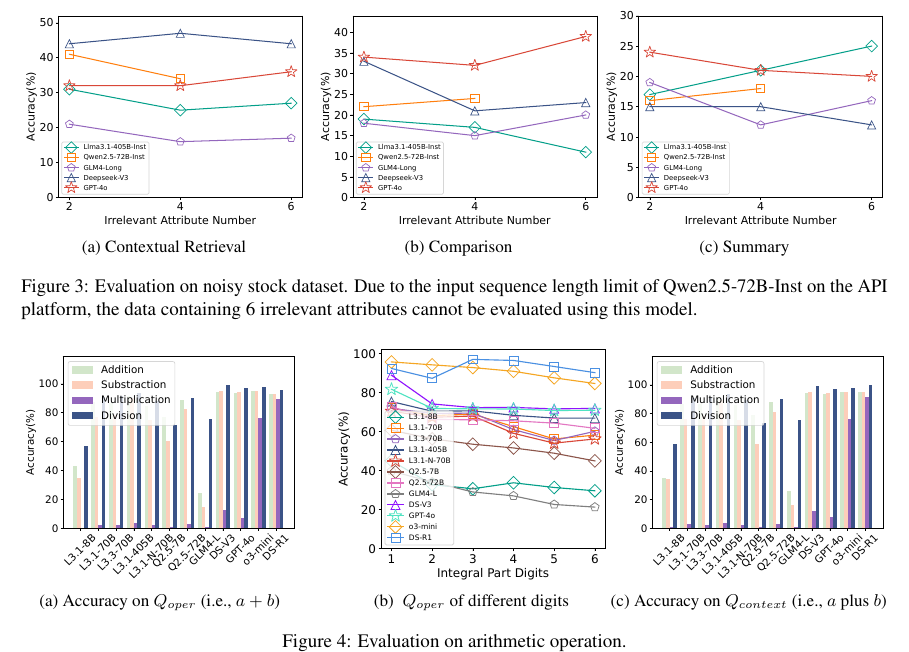 50
40
30
20
10
0
Accuracy(%)
Llma3.1-405B-Inst
Qwen2.5-72B-Inst
GLM4-Long
Deepseek-V3
GPT-4o
2 4 6
Irrelevant Attribute Number
(a) Contextual Retrieval
40
35
30
25
20
15
10
5
0
Accuracy(%)
Llma3.1-405B-Inst
Qwen2.5-72B-Inst
GLM4-Long
Deepseek-V3
GPT-4o
2 4 6
Irrelevant Attribute Number
(b) Comparison
30
25
20
15
10
5
0
Accuracy(%)
Llma3.1-405B-Inst
Qwen2.5-72B-Inst
GLM4-Long
Deepseek-V3
GPT-4o
2 4 6
Irrelevant Attribute Number
(c) Summary
Figure 3: Evaluation on noisy stock dataset. Due to the input sequence length limit of Qwen2.5-72B-Inst on the API
platform, the data containing 6 irrelevant attributes cannot be evaluated using this model.
100
80
60
40
20
0
Accuracy(%)
Addition
Substraction
Multiplication
Division
L3.1-8B
L3.1-70B
L3.3-70B
L3.1-405B
L3.1-N-70B
Q2.5-7B
Q2.5-72B
GLM4-L
DS-V3
GPT-4o
o3-mini
DS-R1
(a) Accuracy on Qoper (i.e., a + b)
100
80
60
40
20
0
Accuracy(%)
L3.1-8B
L3.1-70B
L3.3-70B
L3.1-405B
L3.1-N-70B
Q2.5-7B
Q2.5-72B
GLM4-L
DS-V3
GPT-4o
o3-mini
DS-R1
1 2 3 4 5 6
Integral Part Digits
(b) Qoper of different digits
100
80
60
40
20
0
Accuracy(%)
Addition
Substraction
Multiplication
Division
L3.1-8B
L3.1-70B
L3.3-70B
L3.1-405B
L3.1-N-70B
Q2.5-7B
Q2.5-72B
GLM4-L
DS-V3
GPT-4o
o3-mini
DS-R1
(c) Accuracy on Qcontext (i.e., a plus b)
Figure 4: Evaluation on arithmetic operation.